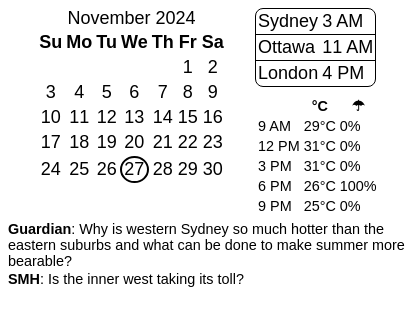 November 2024
Su Mo Tu We Th Fr Sa
1 2
3 4 5 6 7 8 9
10 11 12 13 14 15 16
17 18 19 20 21 22 23
24 25 26 27 28 29 30
Sydney 3 AM
Ottawa 11 AM
London 4 PM
°C ☂
9 AM 29°C 0%
12 PM 31°C 0%
3 PM 31°C 0%
6 PM 26°C 100%
9 PM 25°C 0%
Guardian: Why is western Sydney so much hotter than the
eastern suburbs and what can be done to make summer more
bearable?
SMH: Is the inner west taking its toll?